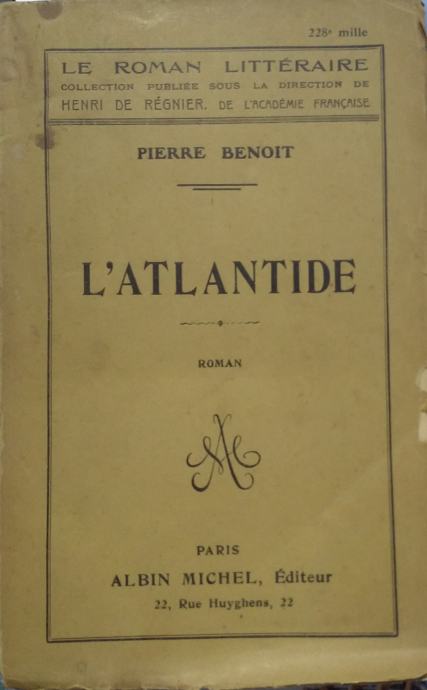 228e mille
LE ROMAN LITTÉRAIRE
COLLECTION PUBLIÉE SOUS LA DIRECTION DE
HENRI DE RÉGNIER. DE L'ACADÉMIE FRANÇAISE
PIERRE BENOIT
L'ATLANTIDE
ROMAN
AM
PARIS
ALBIN MICHEL, Éditeur
22, Rue Huyghens, 22